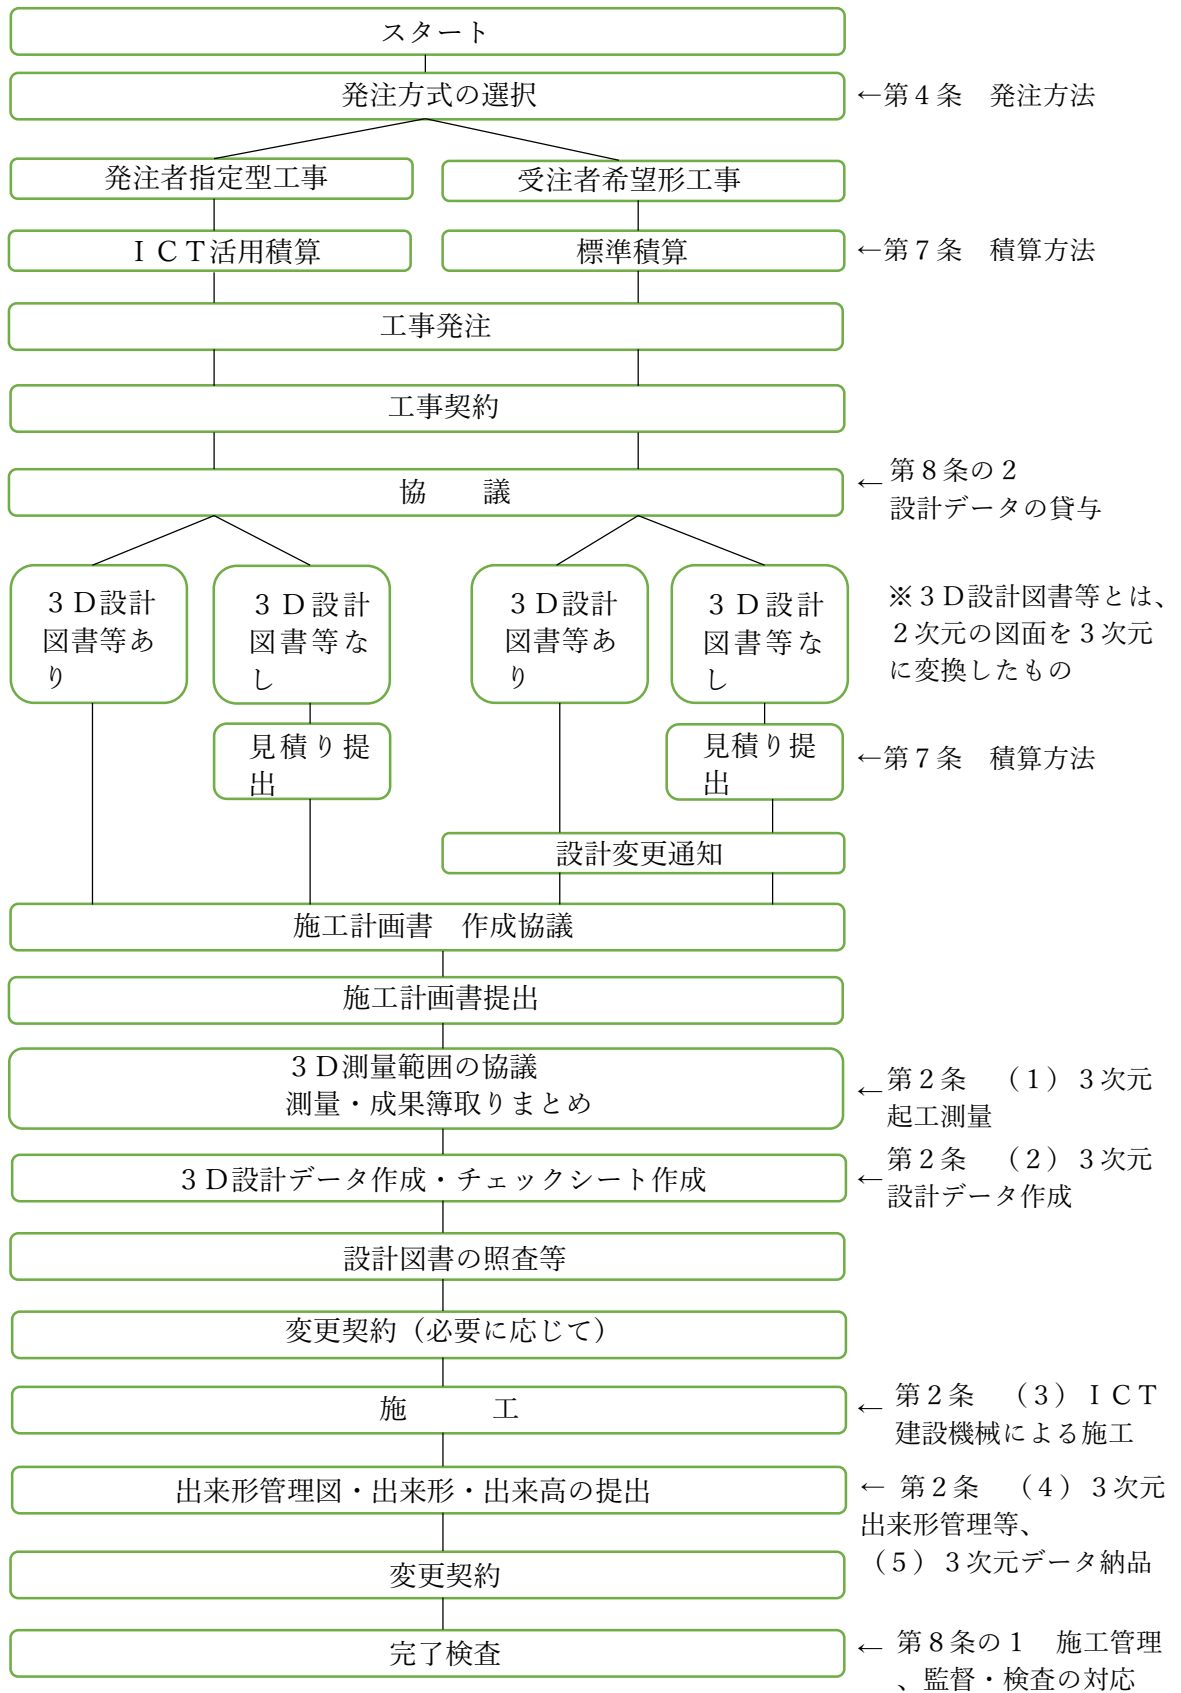 スタート
発注方式の選択
←第４条　発注方法
発注者指定型工事
受注者希望形工事
ＩＣＴ活用積算
標準積算
←第７条　積算方法
工事発注
工事契約
協　　議
←
第８条の２
設計データの貸与
３Ｄ設計
図書等あ
り
３Ｄ設計
図書等な
し
３Ｄ設計
図書等あ
り
３Ｄ設計
図書等な
し
※３Ｄ設計図書等とは、
２次元の図面を３次元
に変換したもの
見積り提
出
見積り提
出
←第７条　積算方法
設計変更通知
施工計画書　作成協議
施工計画書提出
３Ｄ測量範囲の協議
測量・成果簿取りまとめ
←
第２条　（１）３次元
起工測量
３Ｄ設計データ作成・チェックシート作成
←
第２条　（２）３次元
設計データ作成
設計図書の照査等
変更契約（必要に応じて）
施　　　工
←
第２条　（３）ＩＣＴ
建設機械による施工
出来形管理図・出来形・出来高の提出
← 第２条　（４）３次元
出来形管理等、
（５）３次元データ納品
変更契約
完了検査
← 第８条の１　施工管理
、監督・検査の対応